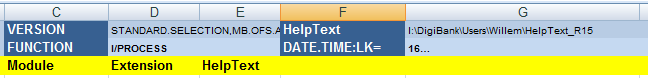 C D E F G
VERSION STANDARD.SELECTION,MB.OFS.A HelpText I:\DigiBank\Users\Willem\HelpText_R15
FUNCTION I/PROCESS DATE.TIME:LK= 16...
Module Extension HelpText